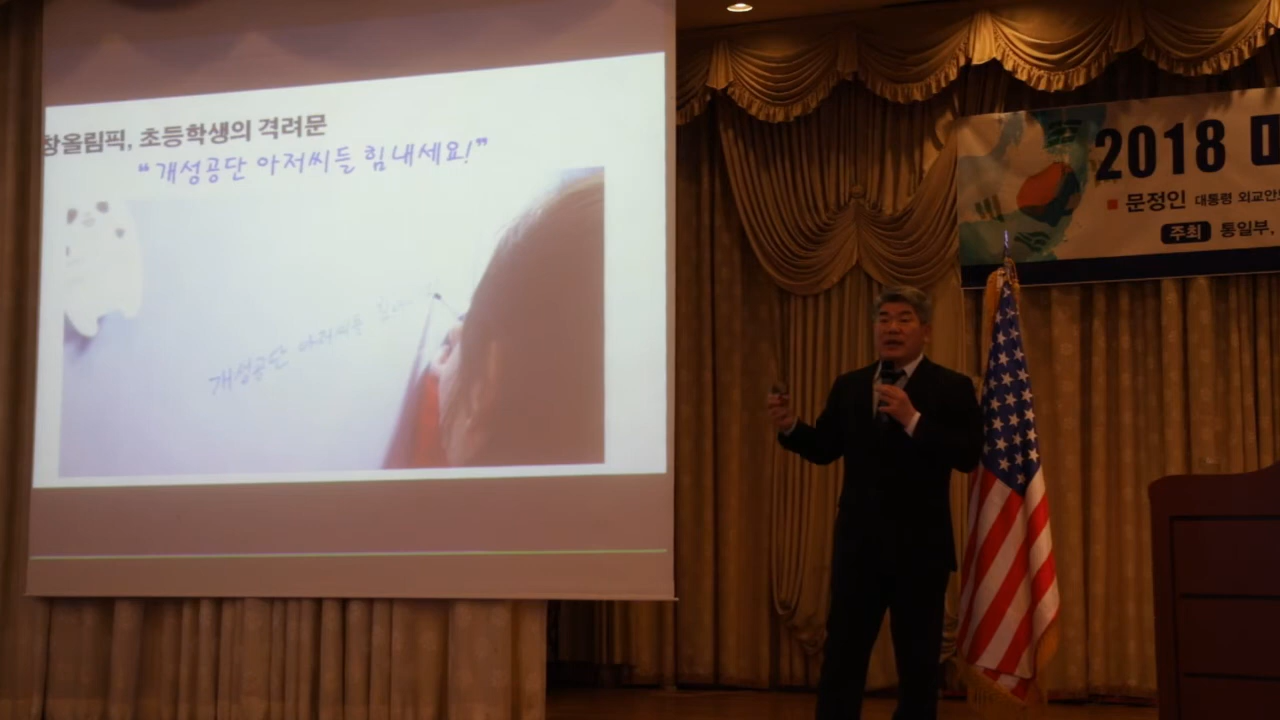 창올림픽, 초등학생의 격려문
“개성공단 아저씨들 힘내세요!”
개성공단 아저씨들
2018
■ 문정인 대통령 외교안보
주최 통일부,